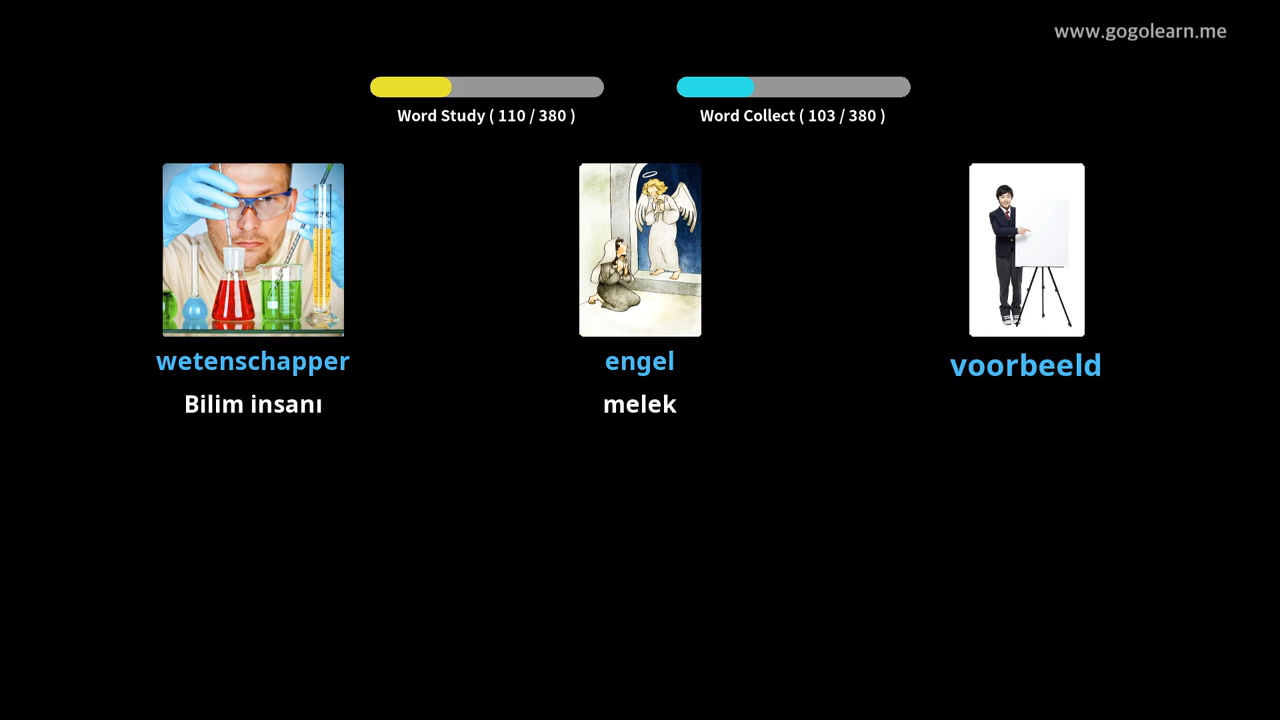 www.gogolearn.me
Word Study ( 110 / 380 )
Word Collect ( 103 / 380 )
wetenschapper
engel
voorbeeld
Bilim insanı
melek